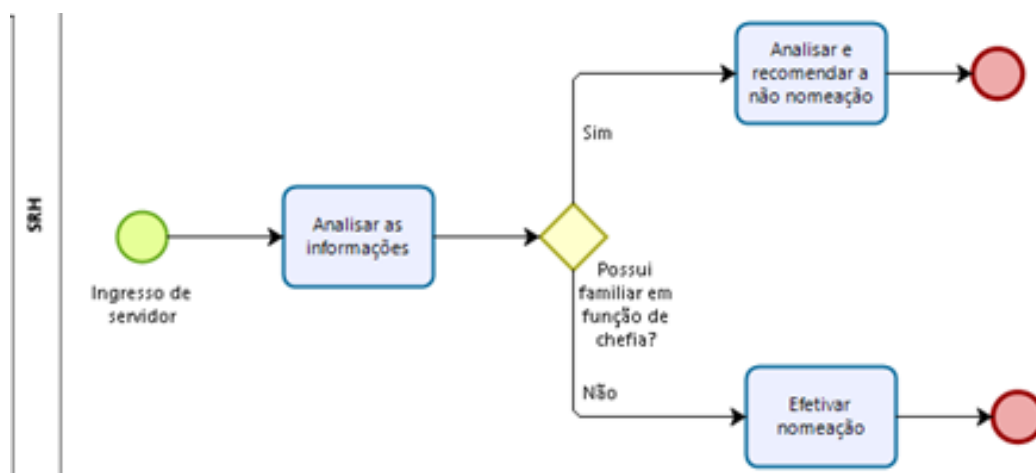 SRH
Ingresso de
servidor
Analisar as
informações
Possui
familiar em
função de
chefia?
Sim
Analisar e
recomendar a
não nomeação
Não
Efetivar
nomeação